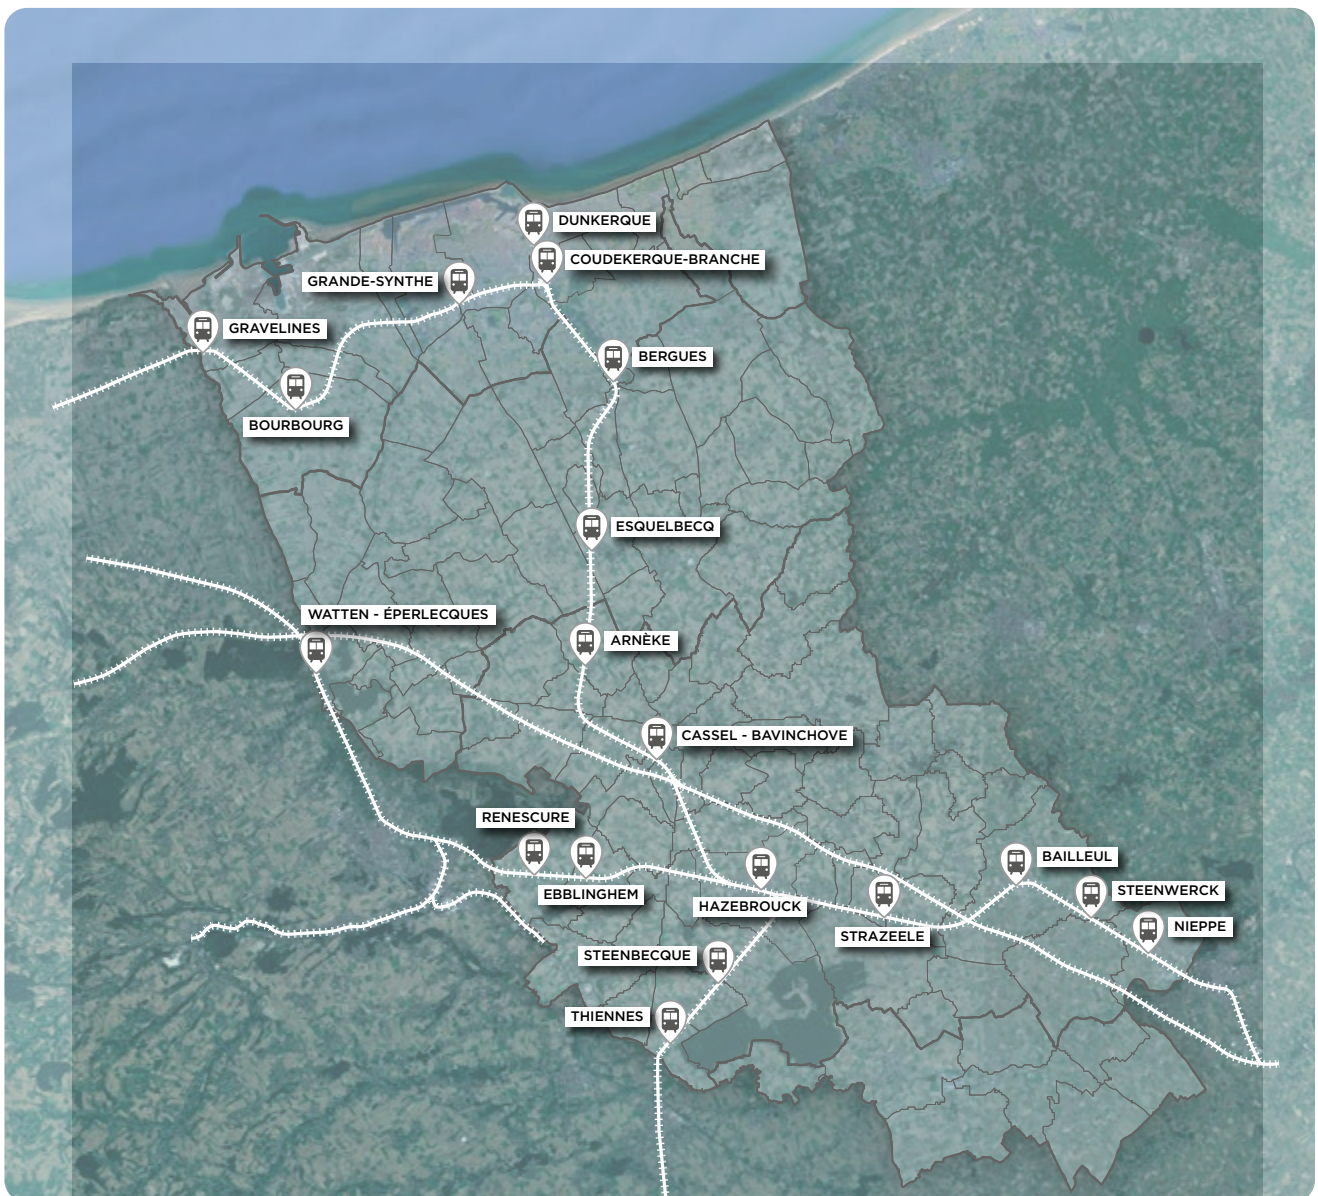 DUNKERQUE
COUDEKERQUE-BRANCHE
GRANDE-SYNTHE
GRAVELINES
BERGUES
BOURBOURG
ESQUELBECQ
WATTEN - ÉPERLECQUES
ARNÈKE
CASSEL - BAVINCHOVE
RENESCURE
BAILLEUL
STEENWERCK
EBBLINGHEM
HAZEBROUCK
NIEPPE
STRAZEELE
STEENBECQUE
THIENNES